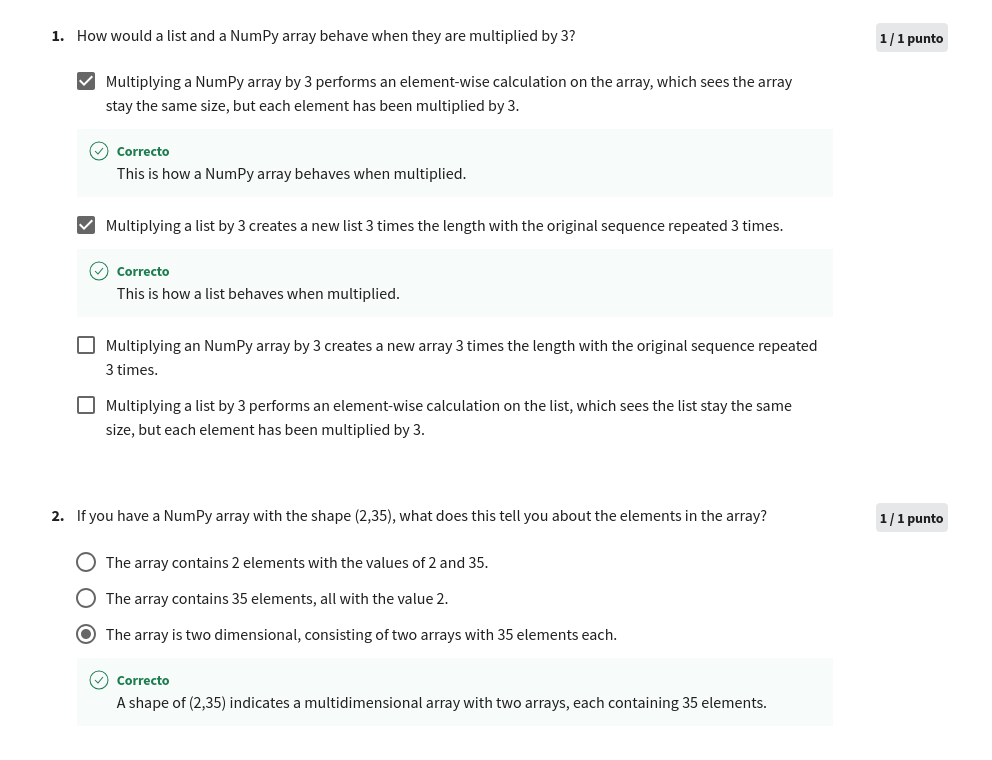 1. How would a list and a NumPy array behave when they are multiplied by 3?
1 / 1 punto
Multiplying a NumPy array by 3 performs an element-wise calculation on the array, which sees the array
stay the same size, but each element has been multiplied by 3.
Correcto
This is how a NumPy array behaves when multiplied.
Multiplying a list by 3 creates a new list 3 times the length with the original sequence repeated 3 times.
Correcto
This is how a list behaves when multiplied.
Multiplying an NumPy array by 3 creates a new array 3 times the length with the original sequence repeated
3 times.
Multiplying a list by 3 performs an element-wise calculation on the list, which sees the list stay the same
size, but each element has been multiplied by 3.
2. If you have a NumPy array with the shape (2,35), what does this tell you about the elements in the array?
1 / 1 punto
The array contains 2 elements with the values of 2 and 35.
The array contains 35 elements, all with the value 2.
The array is two dimensional, consisting of two arrays with 35 elements each.
Correcto
A shape of (2,35) indicates a multidimensional array with two arrays, each containing 35 elements.